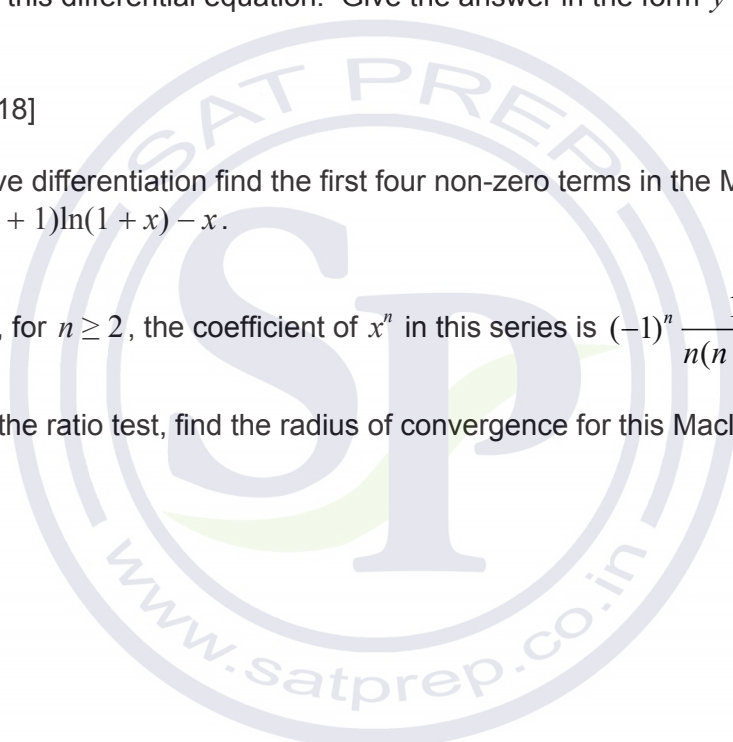 this differential equation. Give the answer in the form y
18]
ve differentiation find the first four non-zero terms in the M
+ 1)ln(1 + x) – x.
, for n ≥ 2, the coefficient of xⁿ in this series is (–1)ⁿ 1/n(n
the ratio test, find the radius of convergence for this Macl
SAT PREP
SP
www.satprep.co.in